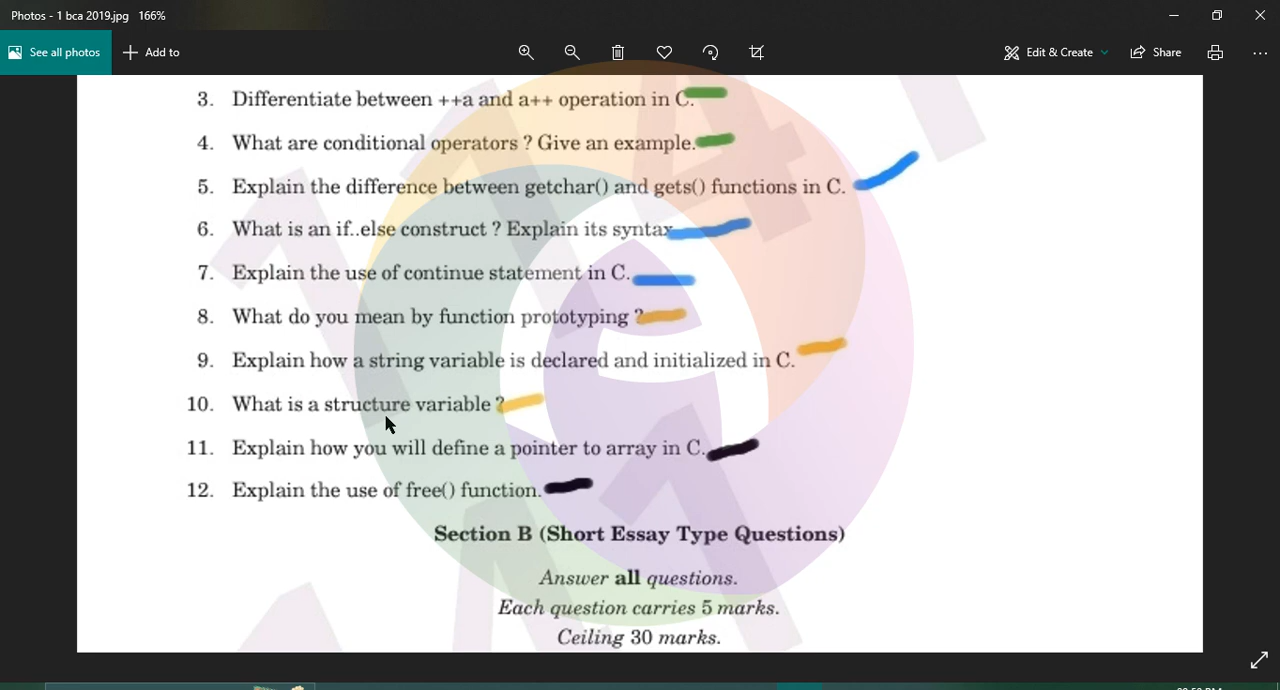 Photos - 1 bca 2019.jpg 166%
See all photos + Add to Edit & Create Share
3. Differentiate between ++a and a++ operation in C.
4. What are conditional operators ? Give an example.
5. Explain the difference between getchar() and gets() functions in C.
6. What is an if..else construct ? Explain its syntax
7. Explain the use of continue statement in C.
8. What do you mean by function prototyping ?
9. Explain how a string variable is declared and initialized in C.
10. What is a structure variable ?
11. Explain how you will define a pointer to array in C.
12. Explain the use of free() function.
Section B (Short Essay Type Questions)
Answer all questions.
Each question carries 5 marks.
Ceiling 30 marks.